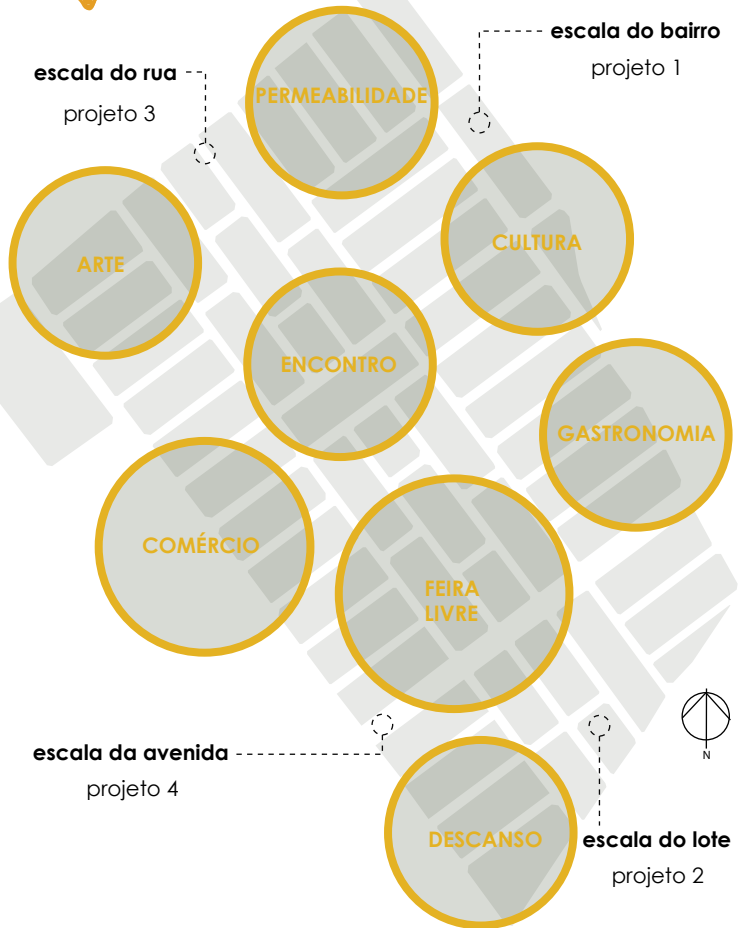 escala do bairro
projeto 1
escala do rua
projeto 3
PERMEABILIDADE
CULTURA
ARTE
ENCONTRO
GASTRONOMIA
COMÉRCIO
FEIRA
LIVRE
N
escala da avenida
projeto 4
DESCANSO
escala do lote
projeto 2